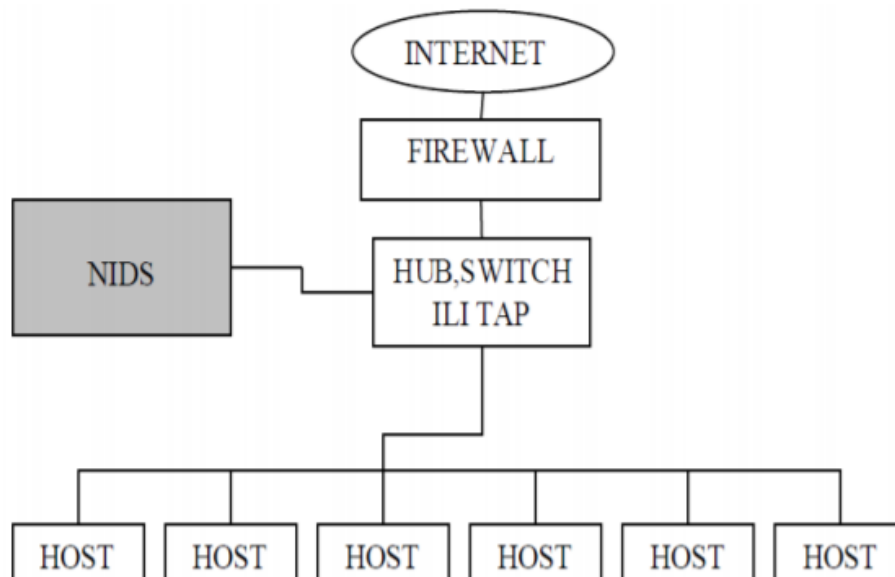 INTERNET
FIREWALL
NIDS
HUB,SWITCH
ILI TAP
HOST
HOST
HOST
HOST
HOST
HOST